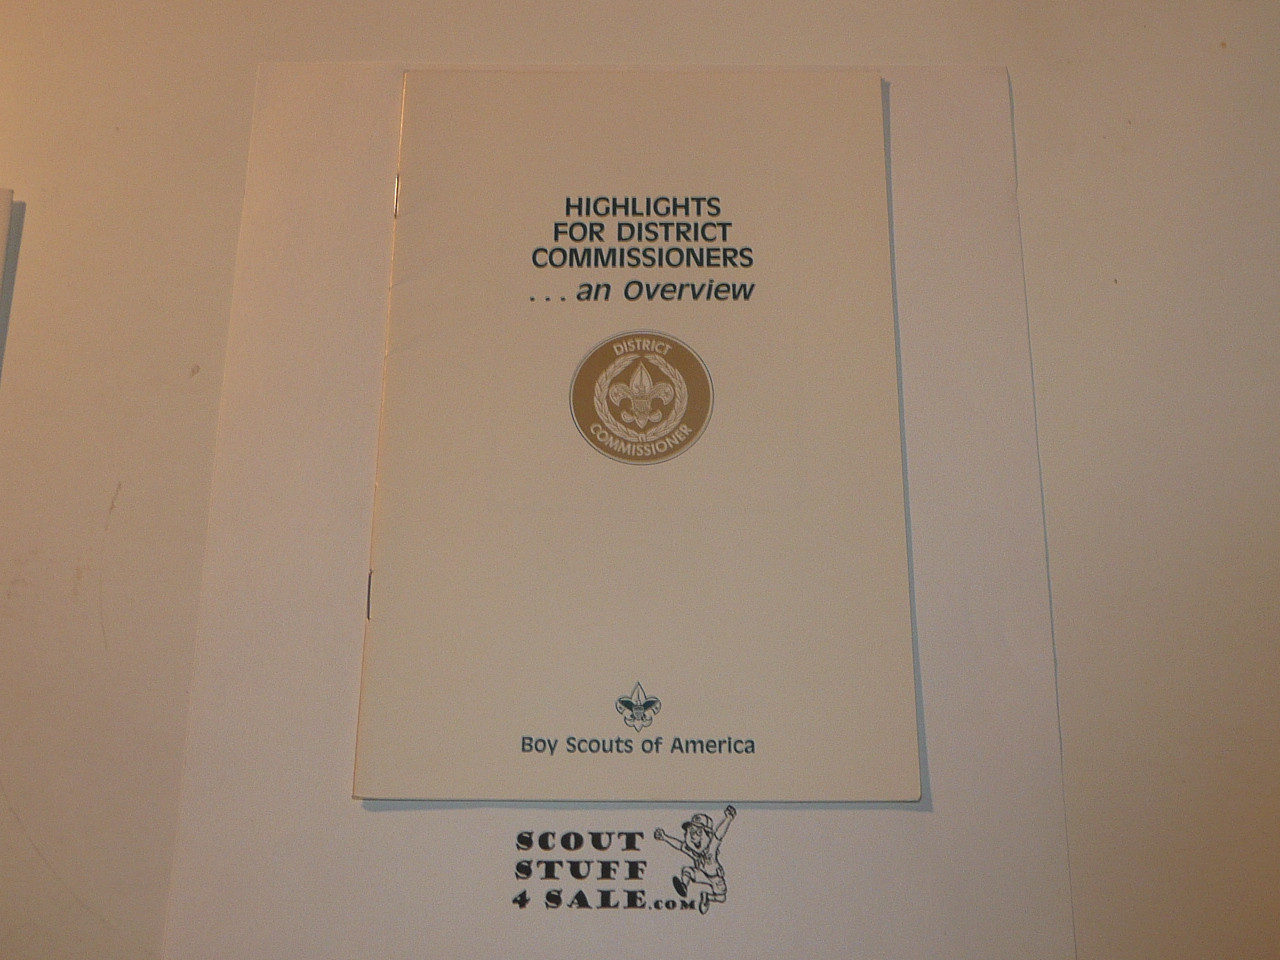 HIGHLIGHTS
FOR DISTRICT
COMMISSIONERS
... an Overview
DISTRICT
COMMISSIONER
Boy Scouts of America
SCOUT
STUFF
4 SALE.COM